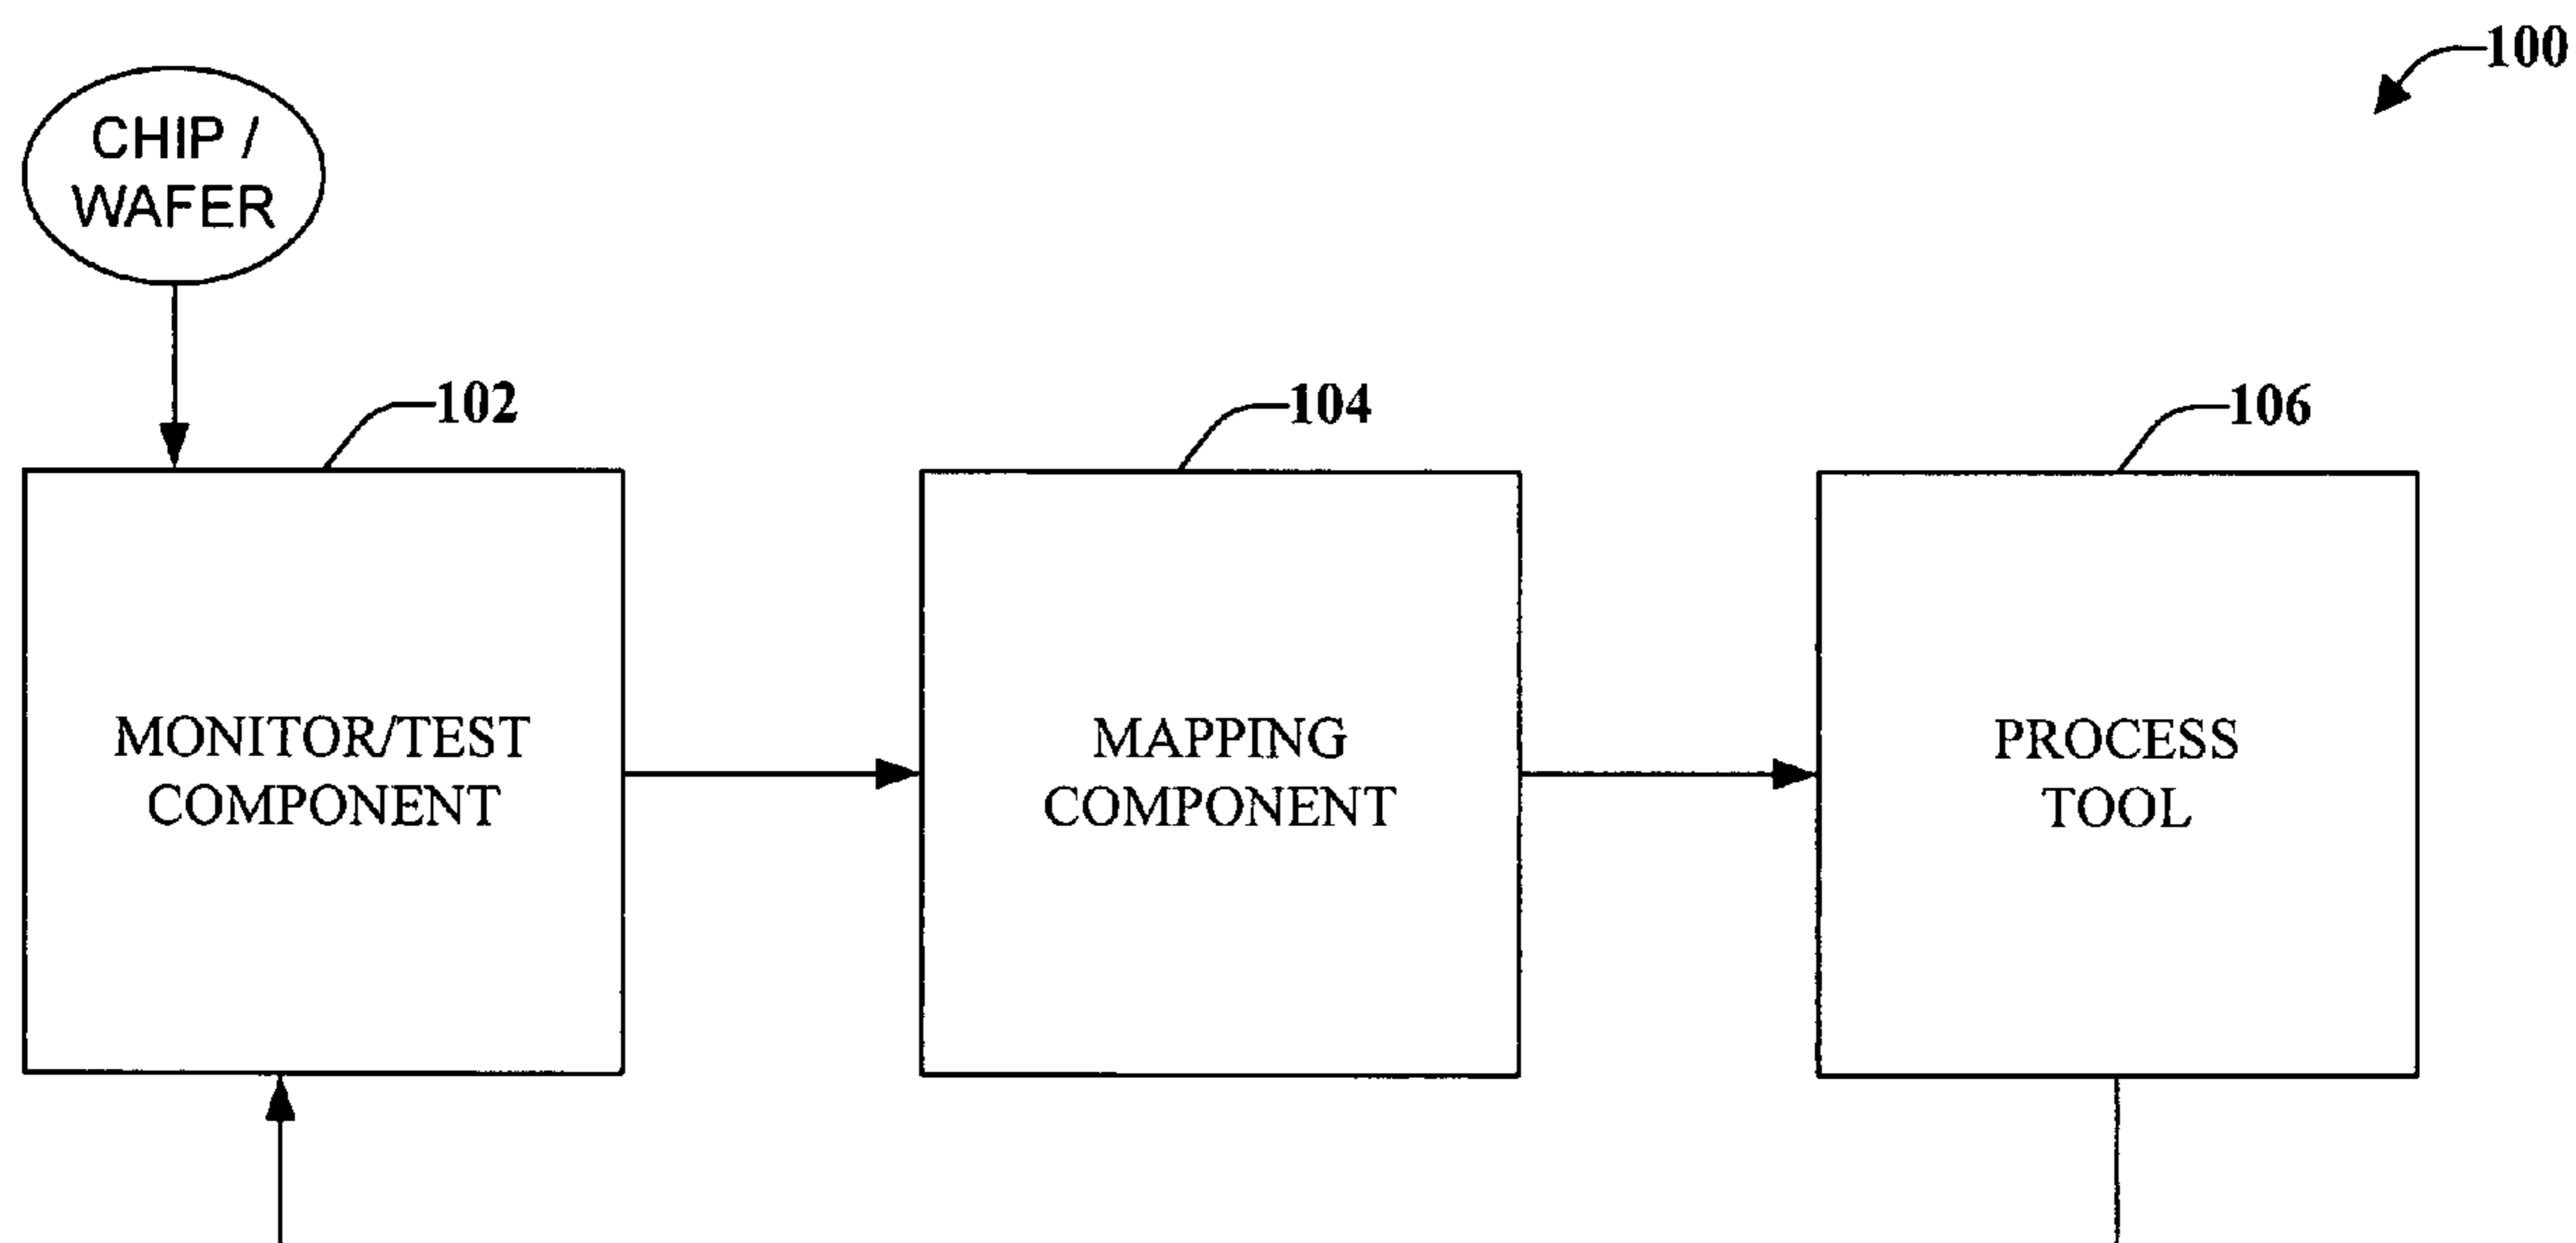 100
CHIP /
WAFER
102
104
106
MONITOR/TEST
COMPONENT
MAPPING
COMPONENT
PROCESS
TOOL